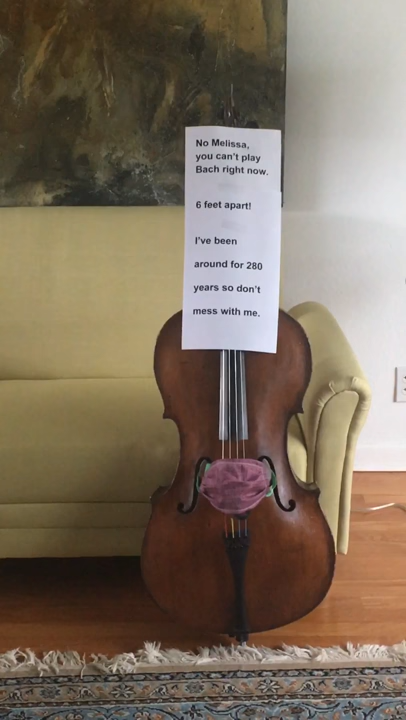 No Melissa,
you can't play
Bach right now.
6 feet apart!
I've been
around for 280
years so don't
mess with me.